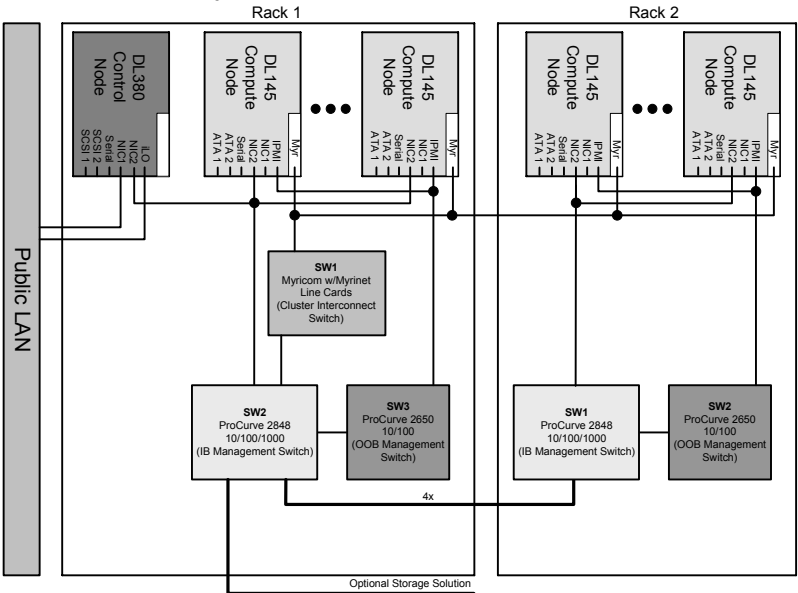 Rack 1
Rack 2
Public LAN
DL380
Control
Node
iLO
NIC2
NIC1
Serial
SCSI 2
SCSI 1
DL145
Compute
Node
Myr
IPMI
NIC1
NIC2
Serial
ATA 2
ATA 1
DL145
Compute
Node
Myr
IPMI
NIC1
NIC2
Serial
ATA 2
ATA 1
DL145
Compute
Node
Myr
IPMI
NIC1
NIC2
Serial
ATA 2
ATA 1
DL145
Compute
Node
Myr
IPMI
NIC1
NIC2
Serial
ATA 2
ATA 1
SW1
Myricom w/Myrinet
Line Cards
(Cluster Interconnect
Switch)
SW2
ProCurve 2848
10/100/1000
(IB Management Switch)
SW3
ProCurve 2650
10/100
(OOB Management
Switch)
SW1
ProCurve 2848
10/100/1000
(IB Management Switch)
SW2
ProCurve 2650
10/100
(OOB Management
Switch)
4x
Optional Storage Solution